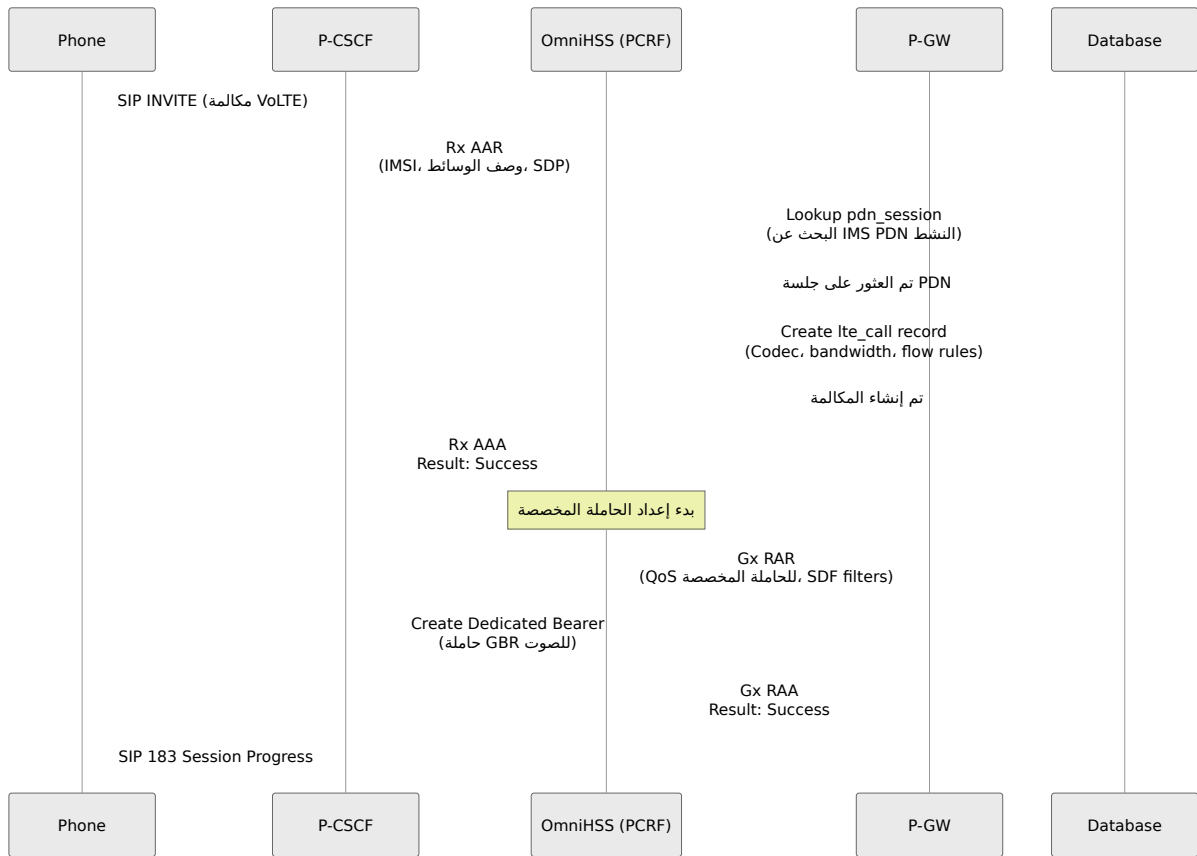 Phone
P-CSCF
OmniHSS (PCRF)
P-GW
Database
SIP INVITE (مكالمة VoLTE)
Rx AAR
(IMSI، وصف الوسائط، SDP)
Lookup pdn_session
(البحث عن IMS PDN النشط)
تم العثور على جلسة PDN
Create lte_call record
(Codec، bandwidth، flow rules)
تم إنشاء المكالمة
Rx AAA
Result: Success
بدء إعداد الحاملة المخصصة
Gx RAR
(QoS للحاملة المخصصة، SDF filters)
Create Dedicated Bearer
(حاملة GBR للصوت)
Gx RAA
Result: Success
SIP 183 Session Progress
Phone
P-CSCF
OmniHSS (PCRF)
P-GW
Database